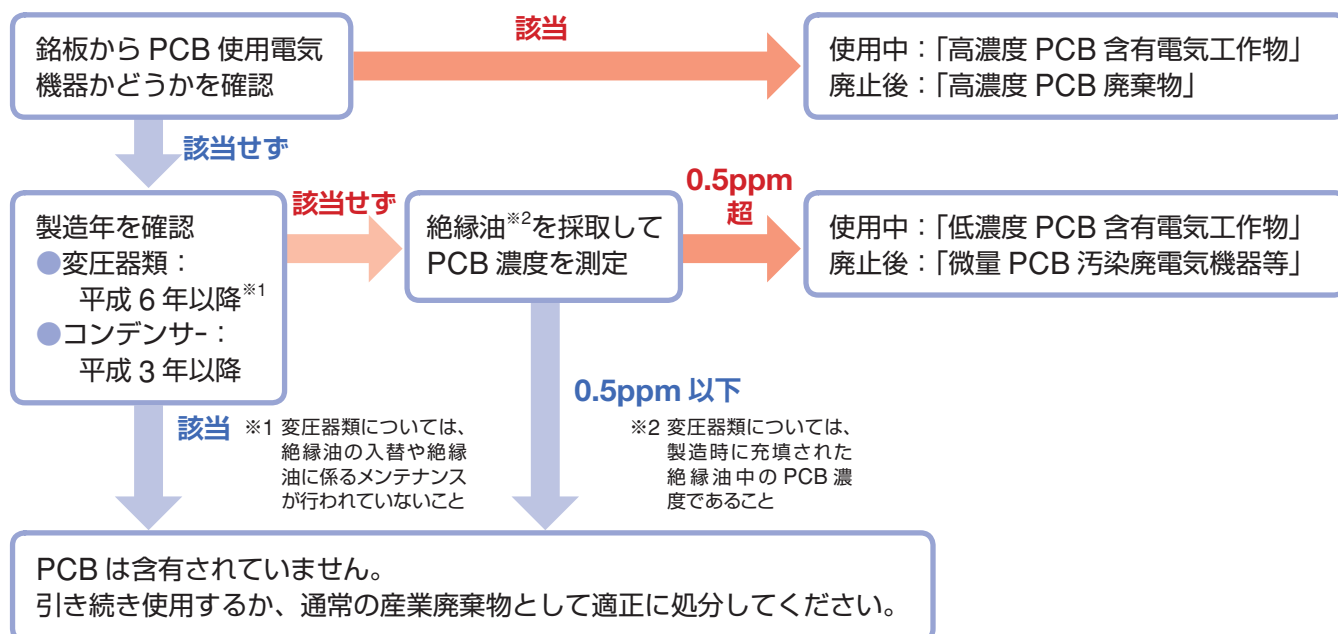 銘板から PCB 使用電気
機器かどうかを確認
該当
使用中：「高濃度 PCB 含有電気工作物」
廃止後：「高濃度 PCB 廃棄物」
該当せず
製造年を確認
●変圧器類：
平成 6 年以降※1
●コンデンサｰ：
平成 3 年以降
該当せず
絶縁油※2を採取して
PCB 濃度を測定
0.5ppm
超
使用中：「低濃度 PCB 含有電気工作物」
廃止後：「微量 PCB 汚染廃電気機器等」
該当
※1 変圧器類については、
絶縁油の入替や絶縁
油に係るメンテナンス
が行われていないこと
0.5ppm 以下
※2 変圧器類については、
製造時に充填された
絶縁油中の PCB 濃
度であること
PCB は含有されていません。
引き続き使用するか、通常の産業廃棄物として適正に処分してください。